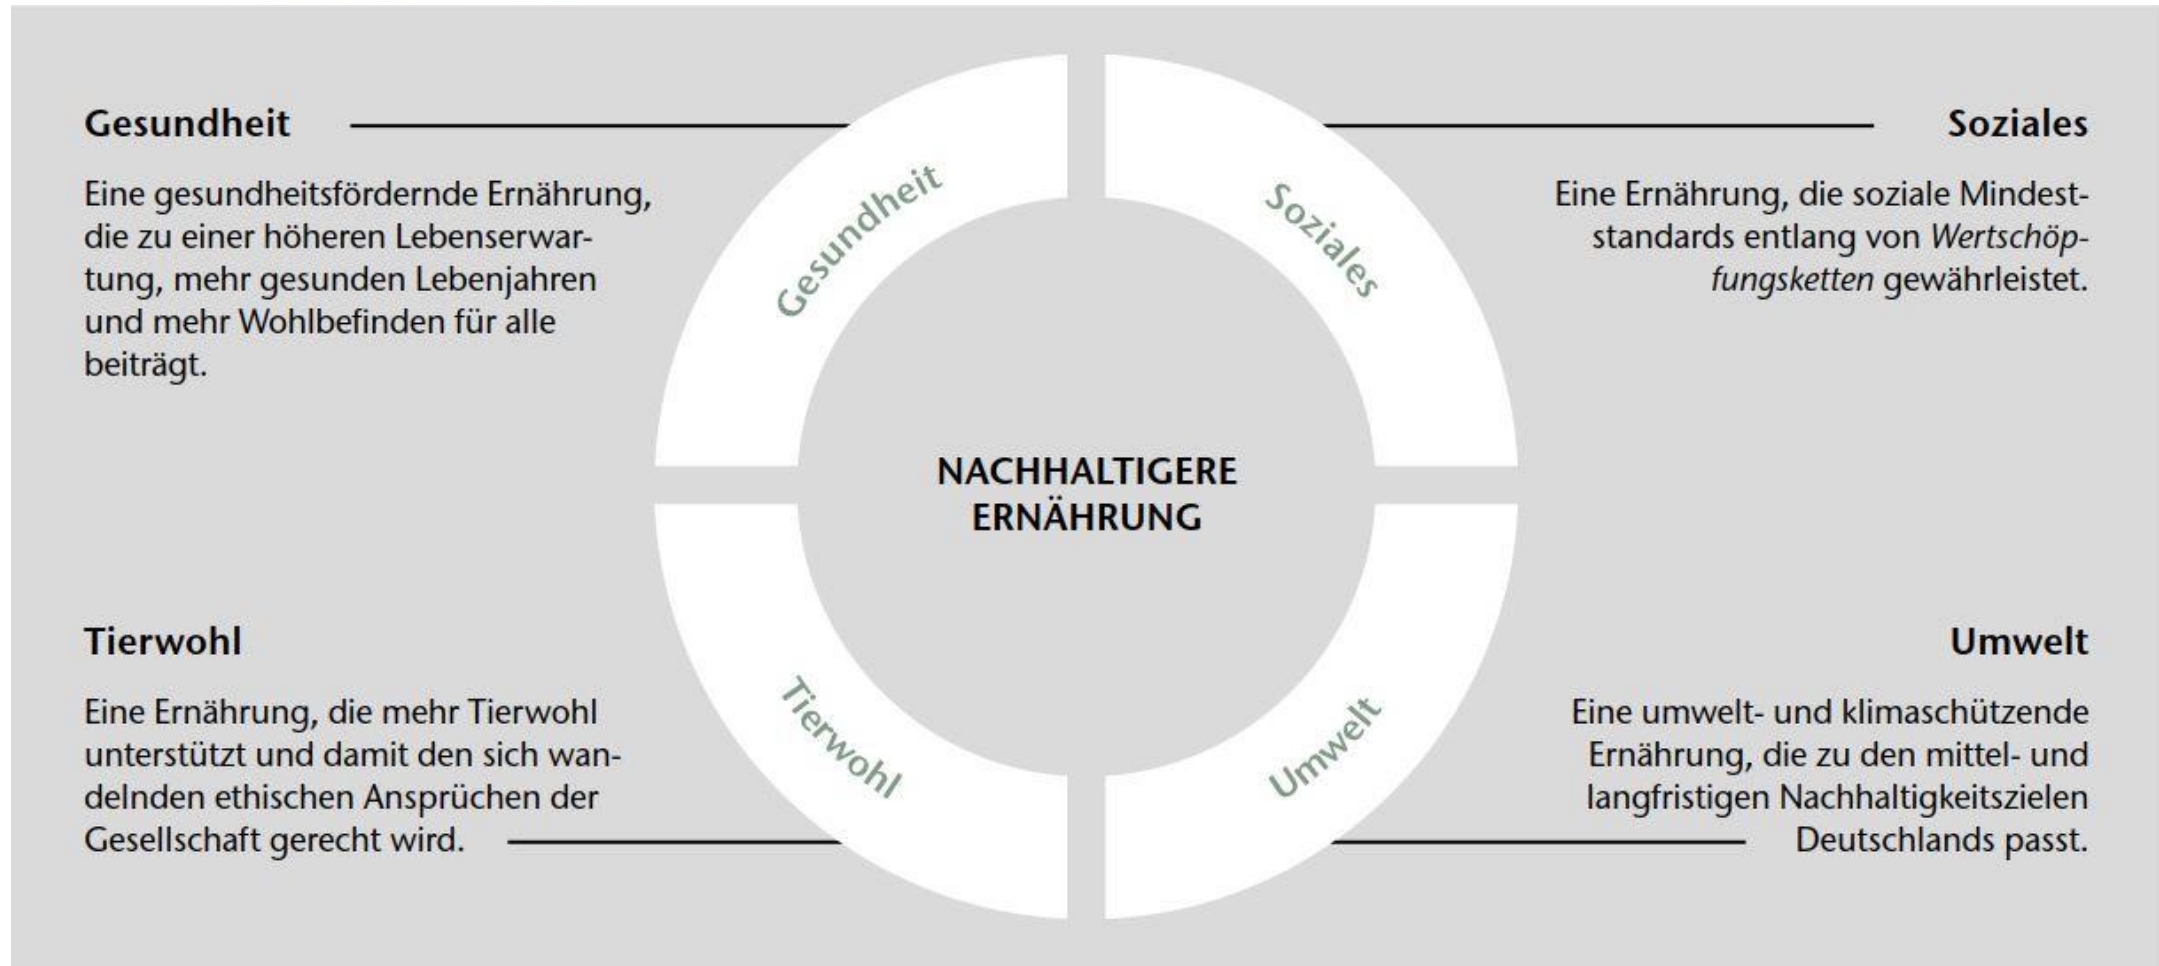 Gesundheit
Eine gesundheitsfördernde Ernährung,
die zu einer höheren Lebenserwar-
tung, mehr gesunden Lebenjahren
und mehr Wohlbefinden für alle
beiträgt.
Gesundheit
Soziales
Soziales
Eine Ernährung, die soziale Mindest-
standards entlang von Wertschöp-
fungsketten gewährleistet.
NACHHALTIGERE
ERNÄHRUNG
Tierwohl
Eine Ernährung, die mehr Tierwohl
unterstützt und damit den sich wan-
delnden ethischen Ansprüchen der
Gesellschaft gerecht wird.
Tierwohl
Umwelt
Umwelt
Eine umwelt- und klimaschützende
Ernährung, die zu den mittel- und
langfristigen Nachhaltigkeitszielen
Deutschlands passt.